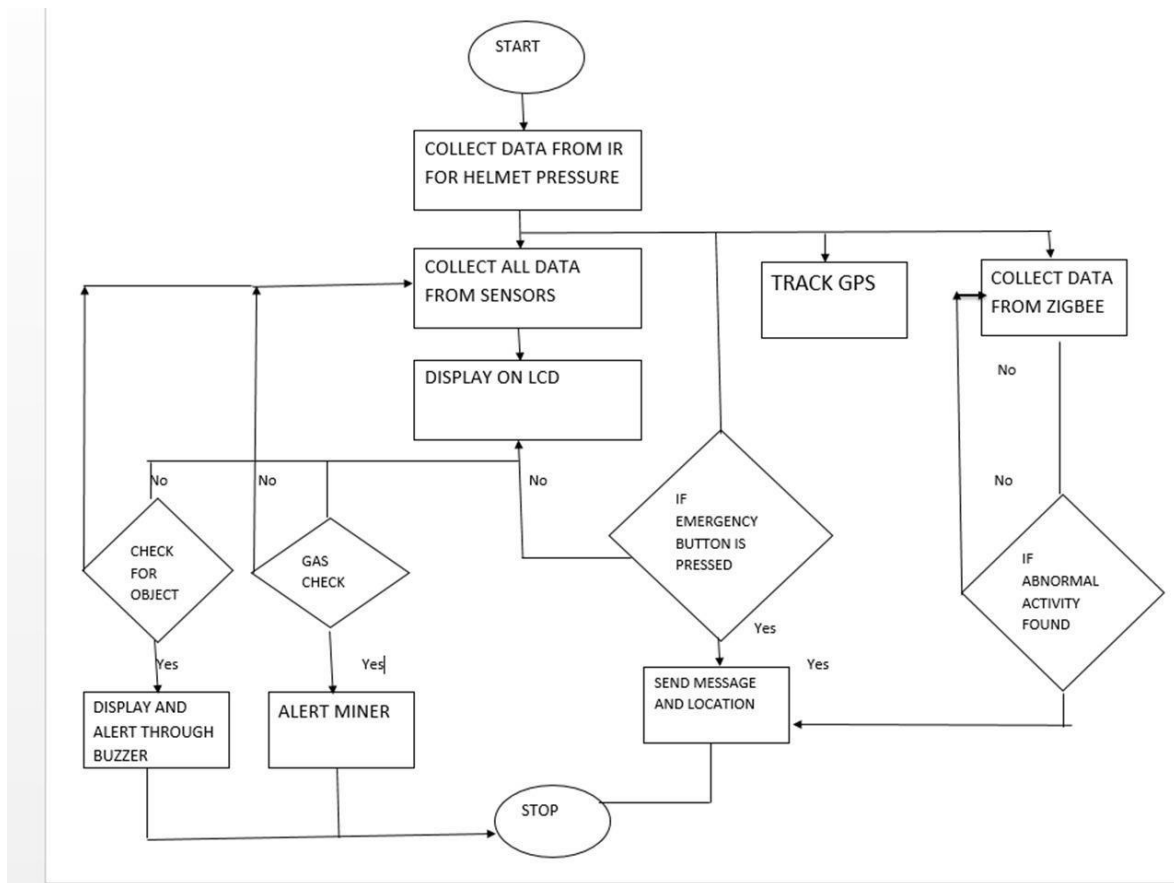 START
COLLECT DATA FROM IR
FOR HELMET PRESSURE
COLLECT ALL DATA
FROM SENSORS
TRACK GPS
COLLECT DATA
FROM ZIGBEE
DISPLAY ON LCD
No
No
No
No
No
CHECK
FOR
OBJECT
GAS
CHECK
IF
EMERGENCY
BUTTON IS
PRESSED
IF
ABNORMAL
ACTIVITY
FOUND
Yes
Yes
Yes
Yes
DISPLAY AND
ALERT THROUGH
BUZZER
ALERT MINER
SEND MESSAGE
AND LOCATION
STOP